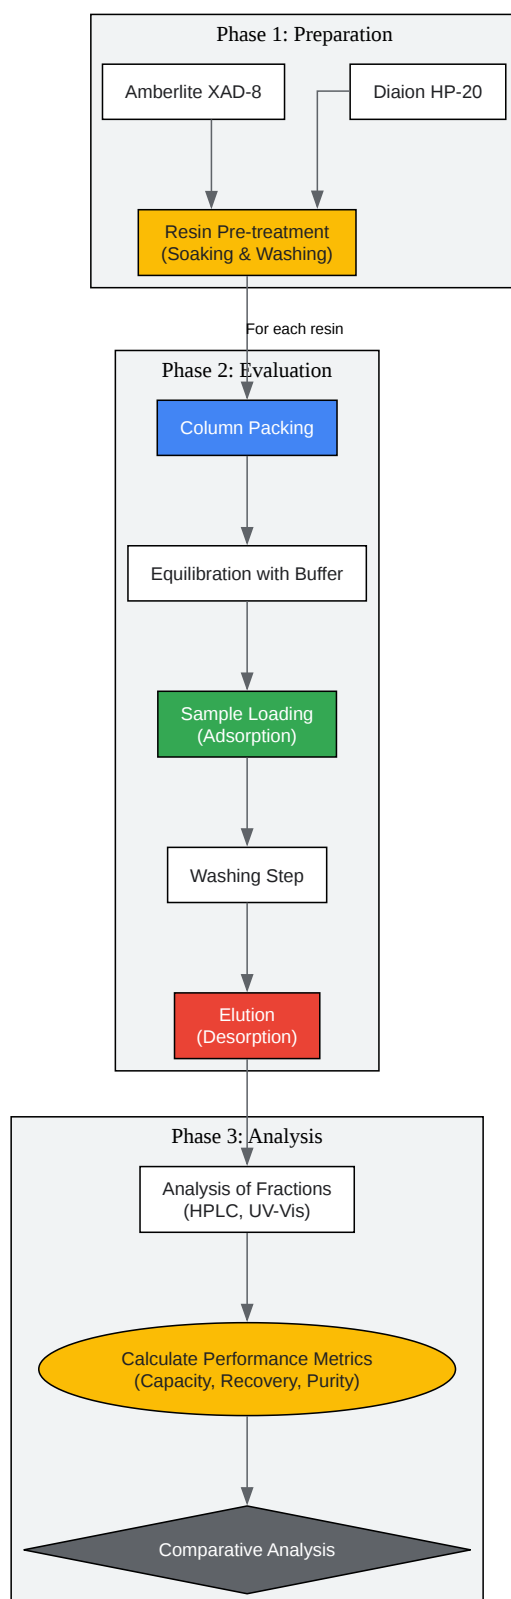 Phase 1: Preparation
Amberlite XAD-8
Diaion HP-20
Resin Pre-treatment
(Soaking & Washing)
For each resin
Phase 2: Evaluation
Column Packing
Equilibration with Buffer
Sample Loading
(Adsorption)
Washing Step
Elution
(Desorption)
Phase 3: Analysis
Analysis of Fractions
(HPLC, UV-Vis)
Calculate Performance Metrics
(Capacity, Recovery, Purity)
Comparative Analysis